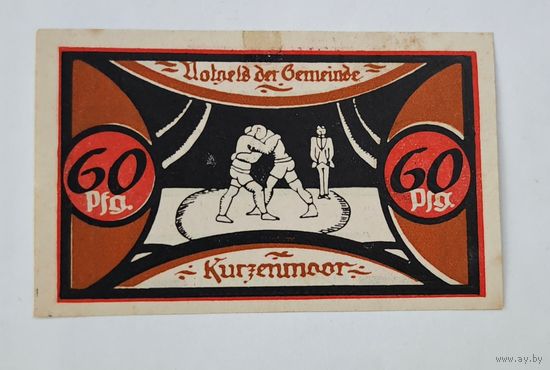 Notgeld der Gemeinde
60 Pfg.
60 Pfg.
Kurzenmoor
www.ay.by